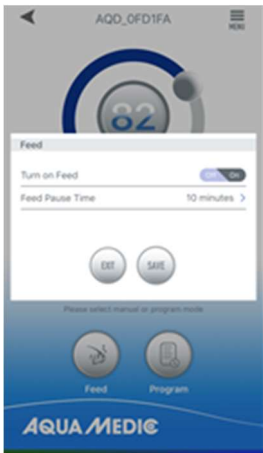 AQD_0FD1FA
MENU
82
Feed
Turn on Feed Off On
Feed Pause Time 10 minutes >
EXIT SAVE
Please select manual or program mode
Feed Program
AQUA MEDIC